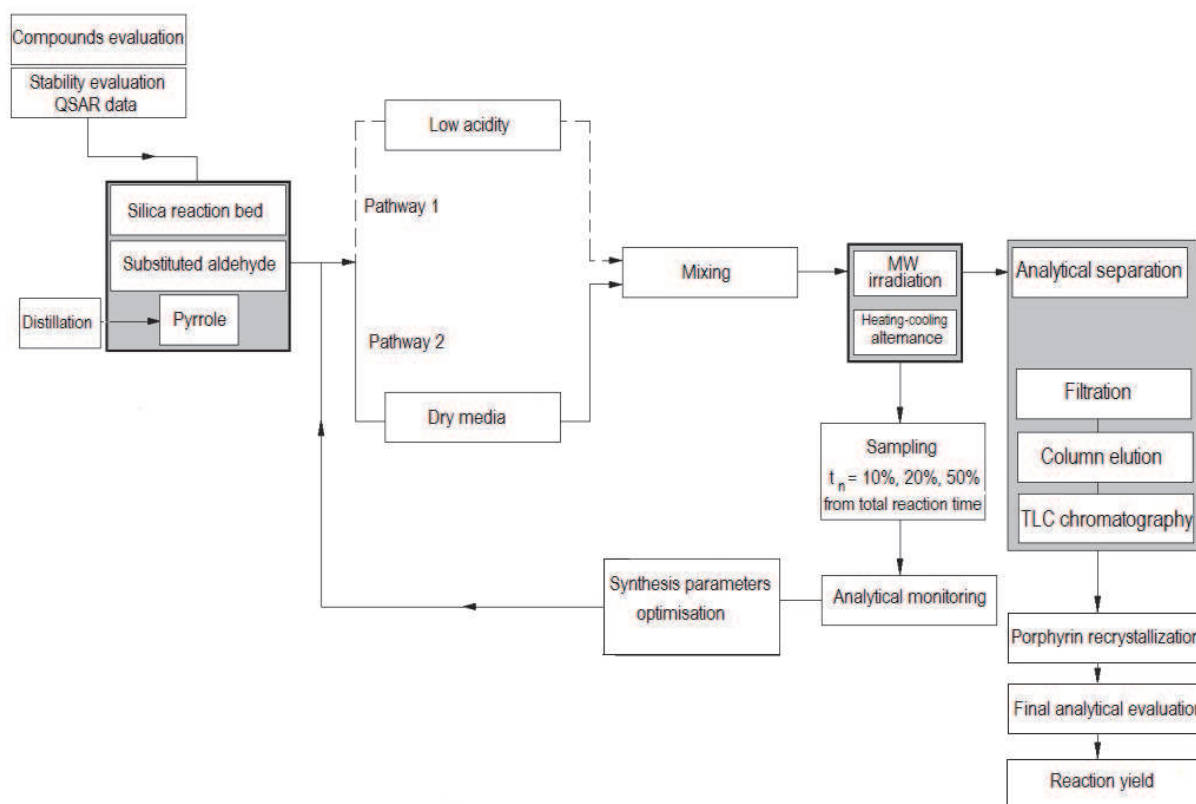 Compounds evaluation
Stability evaluation
QSAR data
Silica reaction bed
Substituted aldehyde
Distillation
Pyrrole
Low acidity
Pathway 1
Pathway 2
Dry media
Mixing
MW
irradiation
Heating-cooling
alternance
Sampling
t n = 10%, 20%, 50%
from total reaction time
Analytical monitoring
Synthesis parameters
optimisation
Analytical separation
Filtration
Column elution
TLC chromatography
Porphyrin recrystallization
Final analytical evaluation
Reaction yield